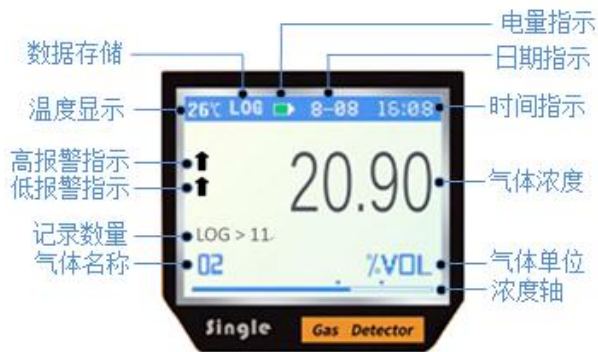 电量指示
数据存储
日期指示
温度显示
26℃ LOG 8-08 16:08
时间指示
高报警指示
低报警指示
20.90
气体浓度
记录数量
LOG > 11
气体名称
O2
%VOL
气体单位
浓度轴
Single
Gas Detector